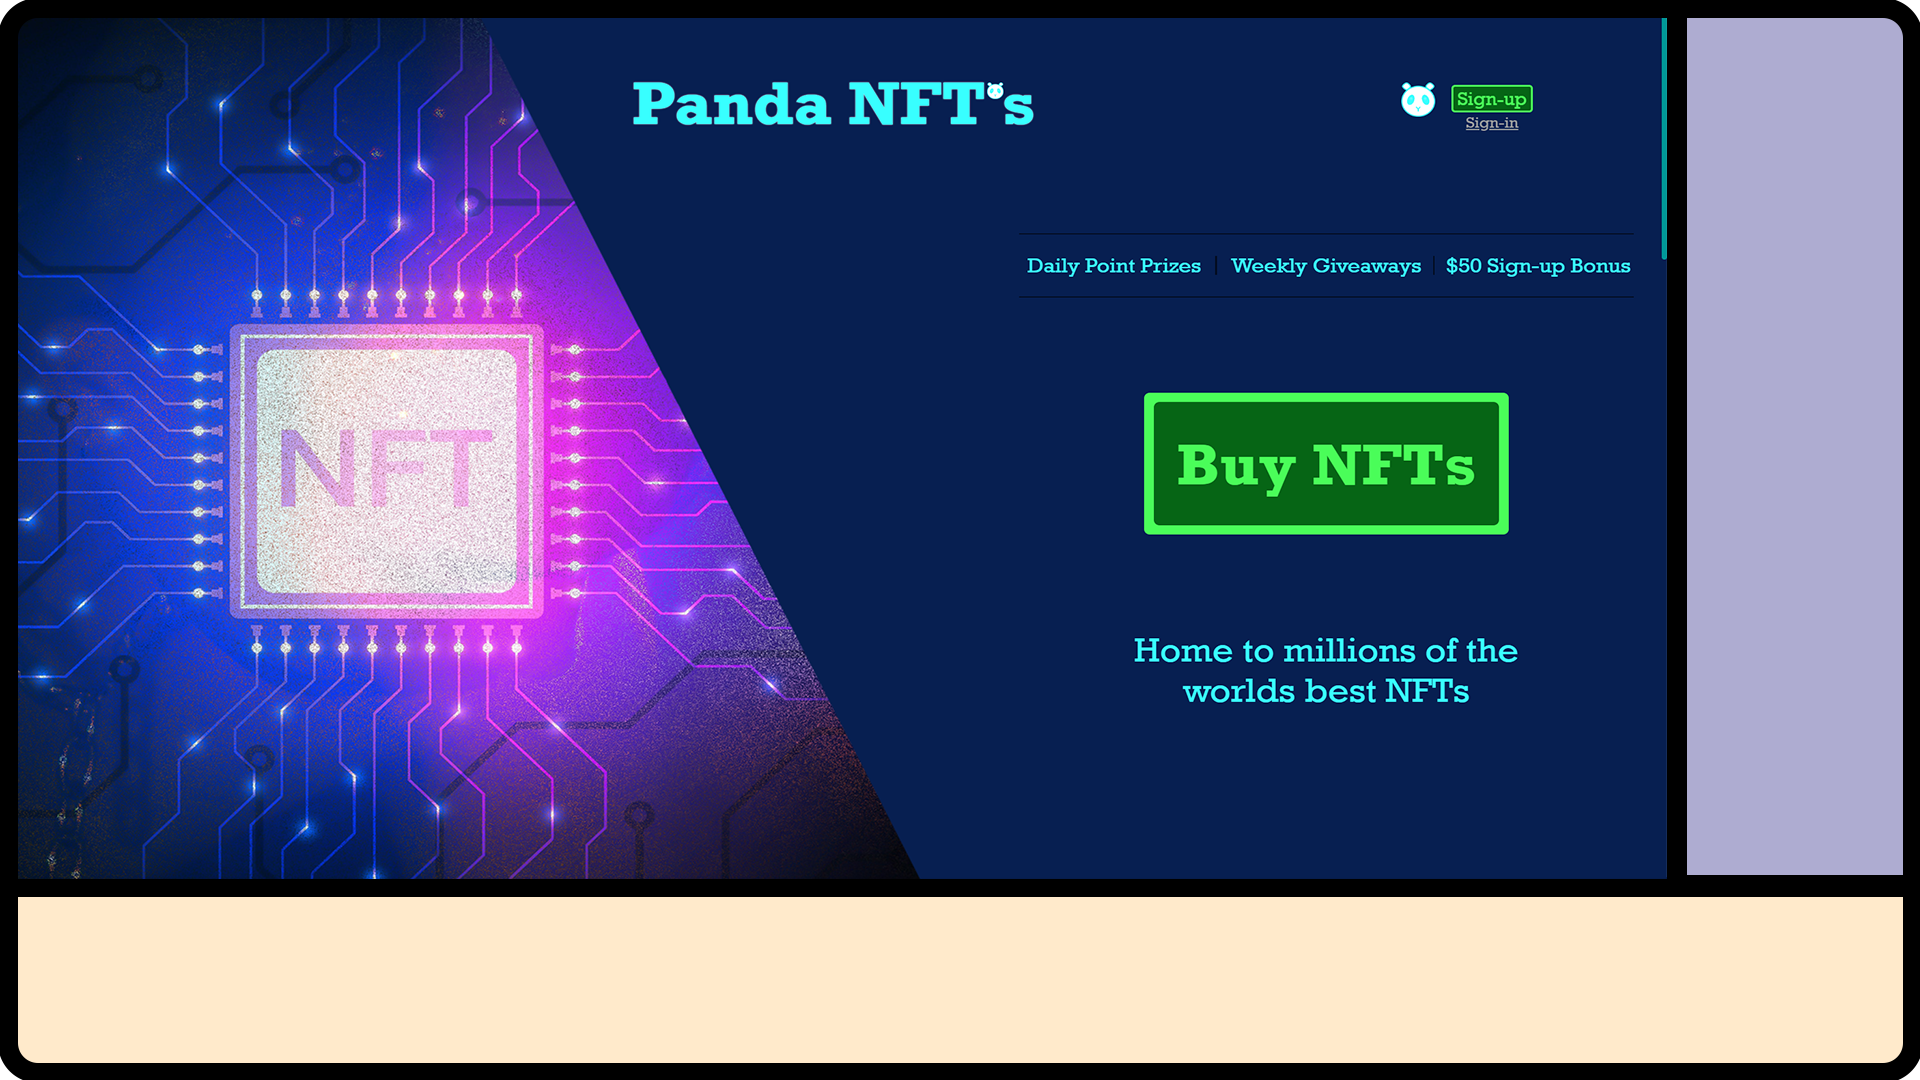 Panda NFT's
Sign-up
Sign-in
Daily Point Prizes | Weekly Giveaways | $50 Sign-up Bonus
NFT
Buy NFTs
Home to millions of the
worlds best NFTs